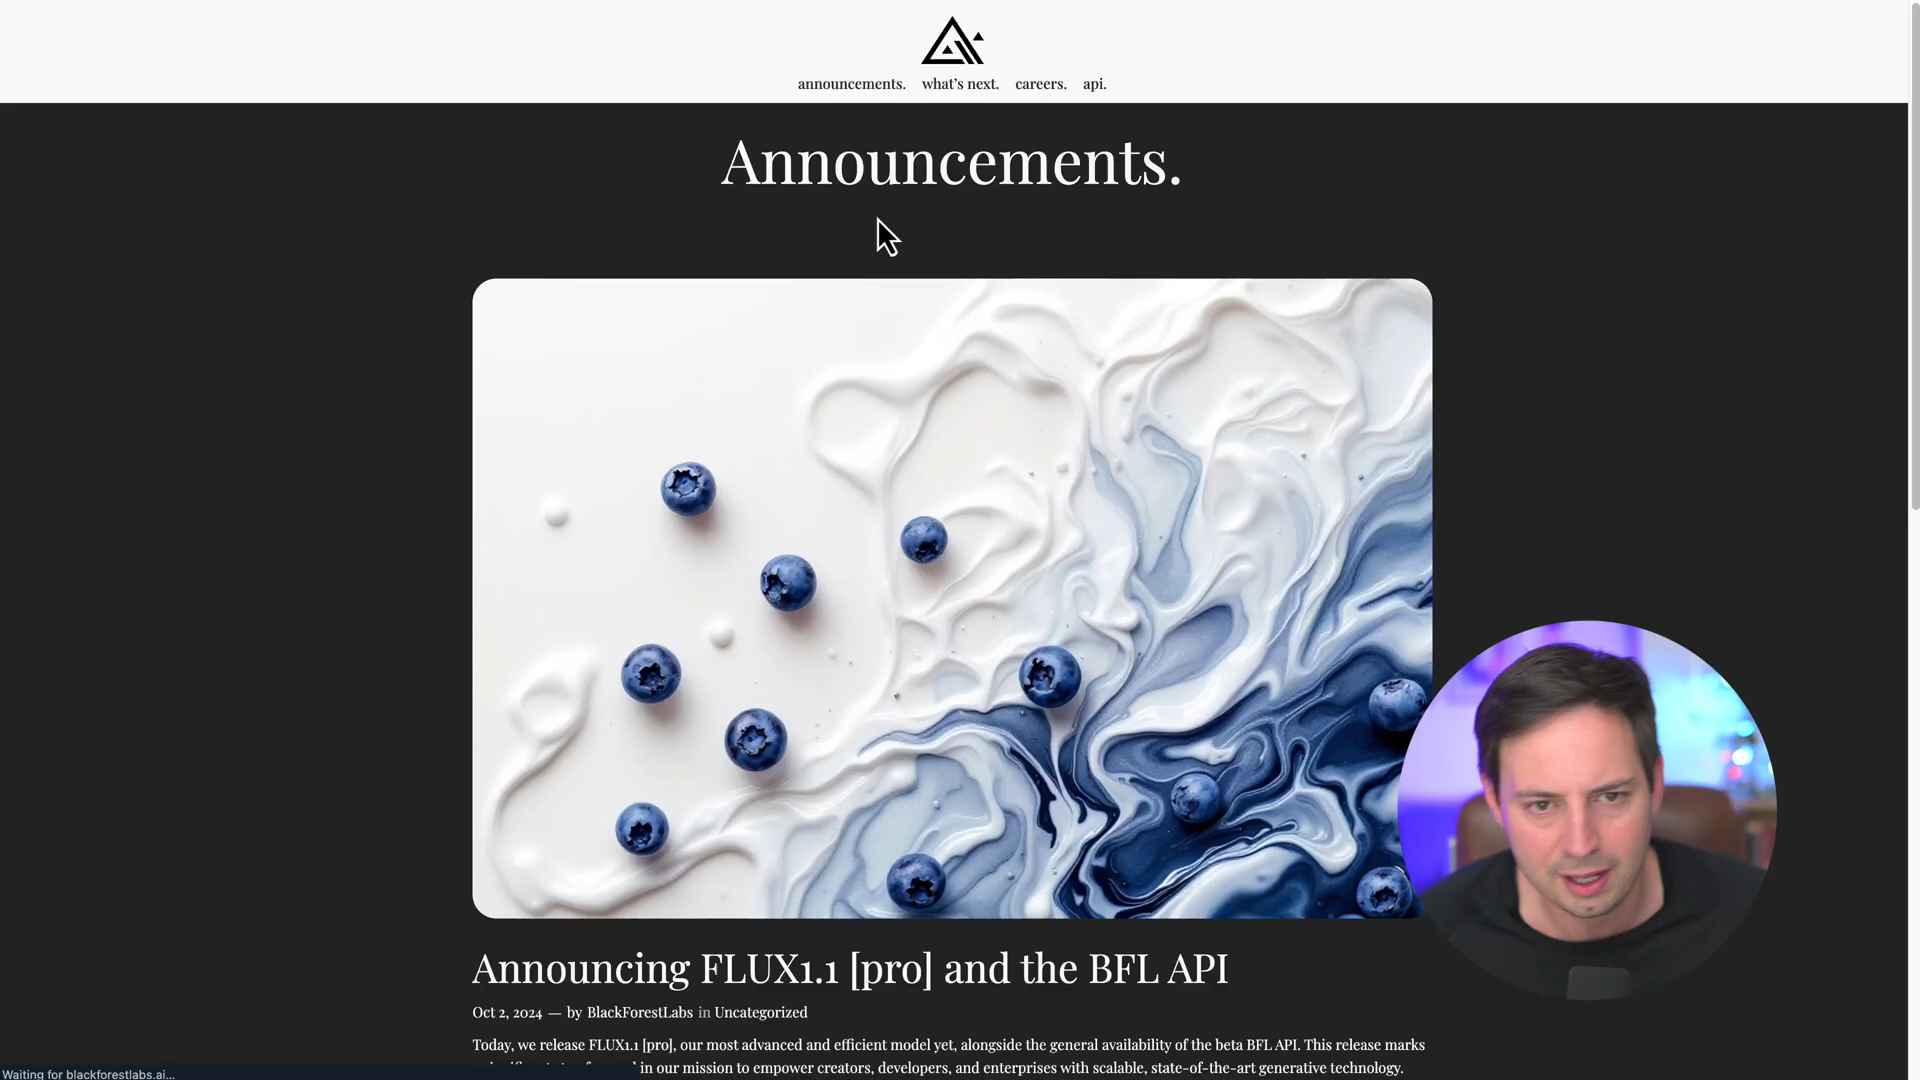 announcements. what's next. careers. api.
Announcements.
Announcing FLUX1.1 [pro] and the BFL API
Oct 2, 2024 — by BlackForestLabs in Uncategorized
Today, we release FLUX1.1 [pro], our most advanced and efficient model yet, alongside the general availability of the beta BFL API. This release marks
in our mission to empower creators, developers, and enterprises with scalable, state-of-the-art generative technology.
Waiting for blackforestlabs.ai...